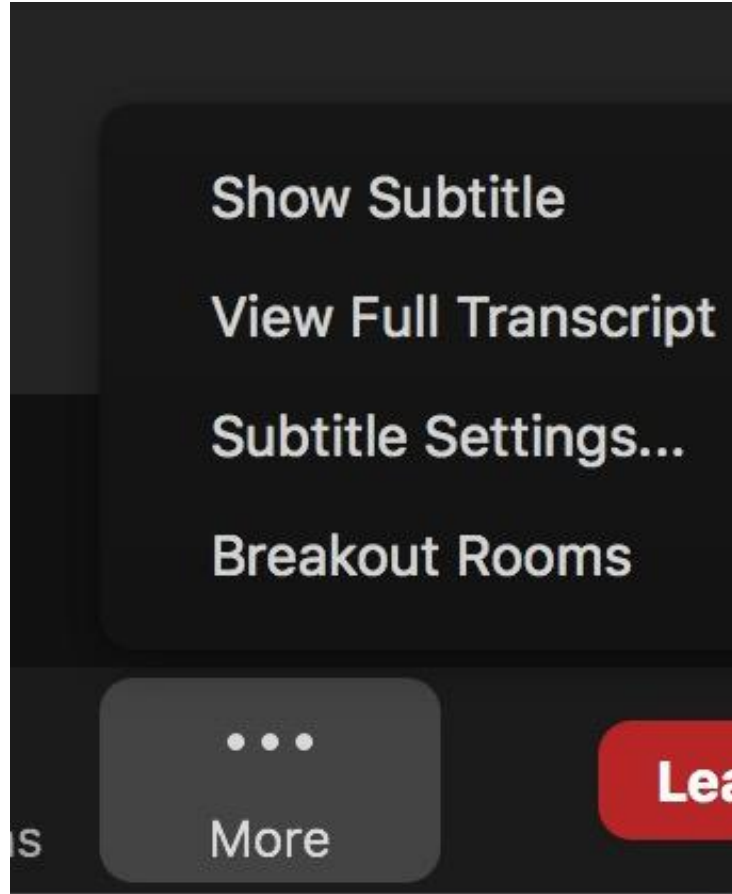 Show Subtitle
View Full Transcript
Subtitle Settings...
Breakout Rooms
More